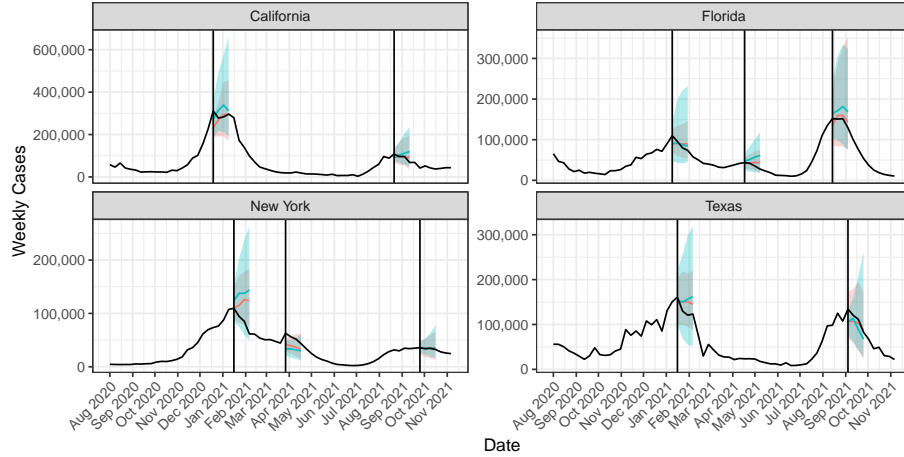 California
Florida
Weekly Cases
600,000
400,000
200,000
0
300,000
200,000
100,000
0
New York
Texas
200,000
100,000
0
300,000
200,000
100,000
0
Aug 2020
Sep 2020
Oct 2020
Nov 2020
Dec 2020
Jan 2021
Feb 2021
Mar 2021
Apr 2021
May 2021
Jun 2021
Jul 2021
Aug 2021
Sep 2021
Oct 2021
Nov 2021
Aug 2020
Sep 2020
Oct 2020
Nov 2020
Dec 2020
Jan 2021
Feb 2021
Mar 2021
Apr 2021
May 2021
Jun 2021
Jul 2021
Aug 2021
Sep 2021
Oct 2021
Nov 2021
Date